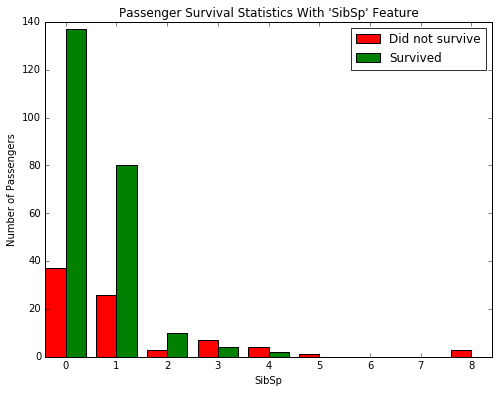 Passenger Survival Statistics With 'SibSp' Feature
Did not survive
Survived
Number of Passengers
140
120
100
80
60
40
20
0
0 1 2 3 4 5 6 7 8
SibSp